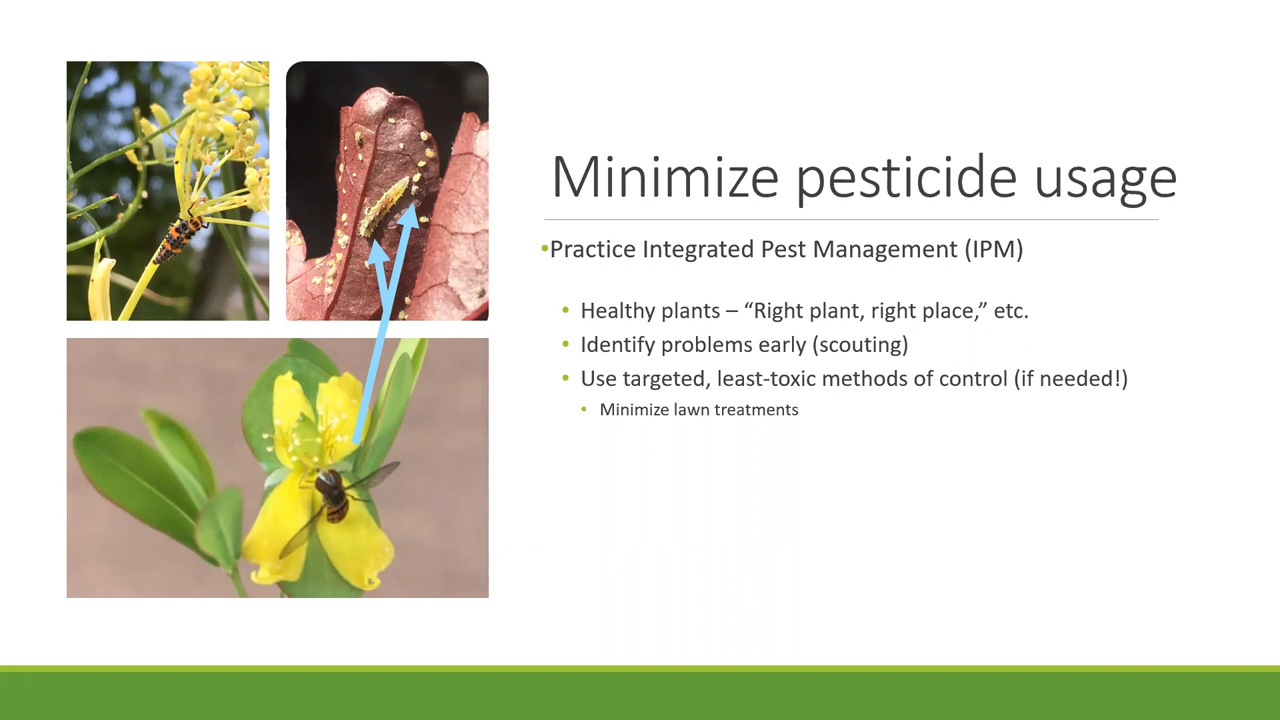 Minimize pesticide usage
•Practice Integrated Pest Management (IPM)
• Healthy plants – “Right plant, right place,” etc.
• Identify problems early (scouting)
• Use targeted, least-toxic methods of control (if needed!)
• Minimize lawn treatments